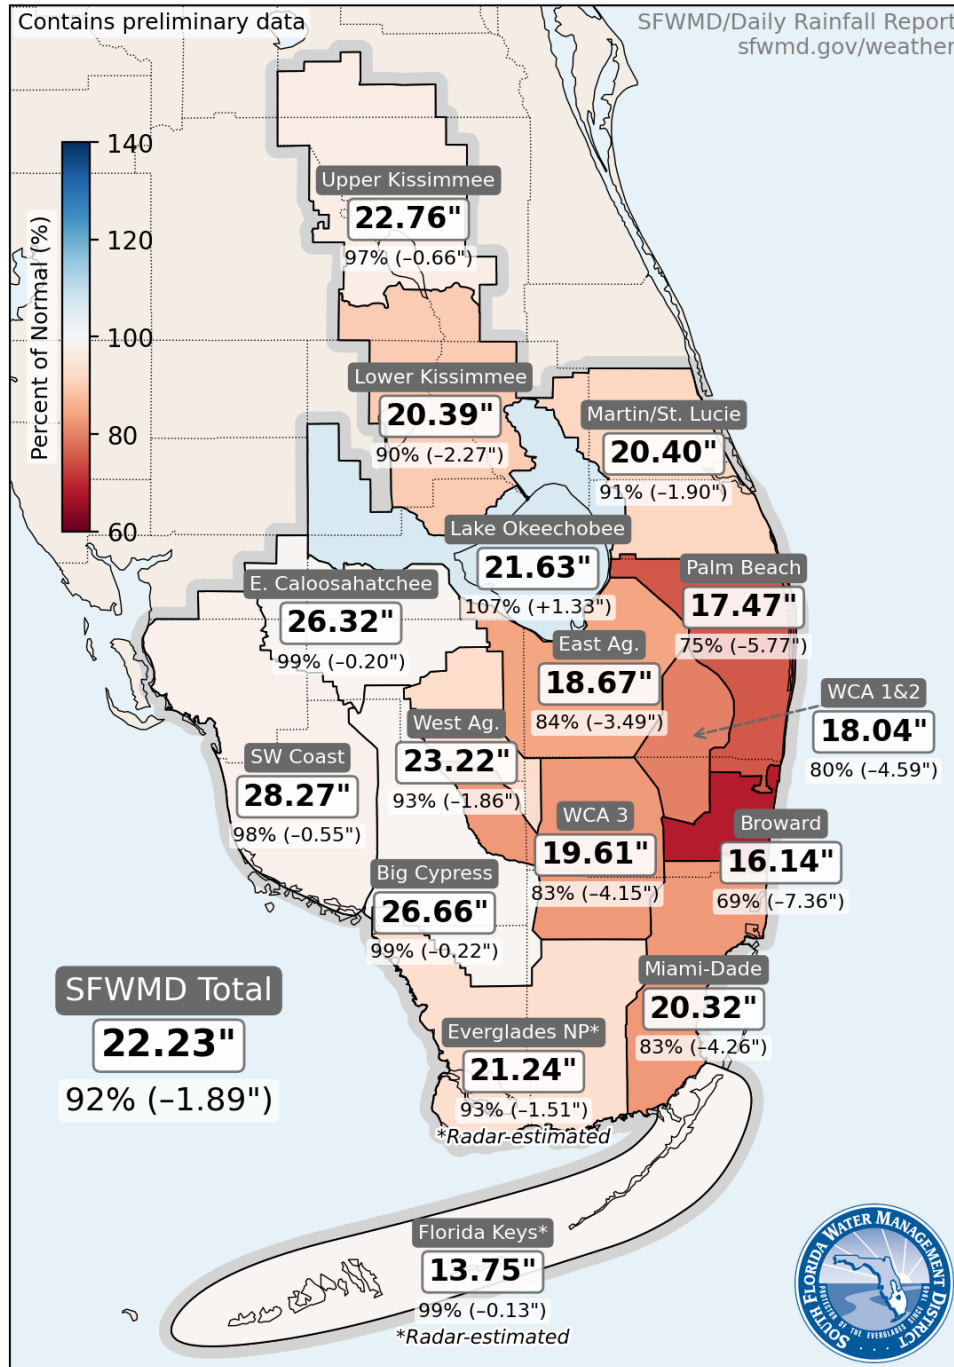 Contains preliminary data
SFWMD/Daily Rainfall Report
sfwmd.gov/weather
Percent of Normal (%)
140
120
100
80
60
Upper Kissimmee
22.76"
97% (–0.66")
Lower Kissimmee
20.39"
90% (–2.27")
Martin/St. Lucie
20.40"
91% (–1.90")
Lake Okeechobee
21.63"
107% (+1.33")
Palm Beach
17.47"
75% (–5.77")
E. Caloosahatchee
26.32"
99% (–0.20")
East Ag.
18.67"
84% (–3.49")
WCA 1&2
18.04"
80% (–4.59")
West Ag.
23.22"
93% (–1.86")
SW Coast
28.27"
98% (–0.55")
WCA 3
19.61"
83% (–4.15")
Broward
16.14"
69% (–7.36")
Big Cypress
26.66"
99% (–0.22")
Miami-Dade
20.32"
83% (–4.26")
SFWMD Total
22.23"
92% (–1.89")
Everglades NP*
21.24"
93% (–1.51")
*Radar-estimated
Florida Keys*
13.75"
99% (–0.13")
*Radar-estimated
SOUTH FLORIDA WATER MANAGEMENT DISTRICT
PROTECTOR OF THE EVERGLADES SINCE 1949